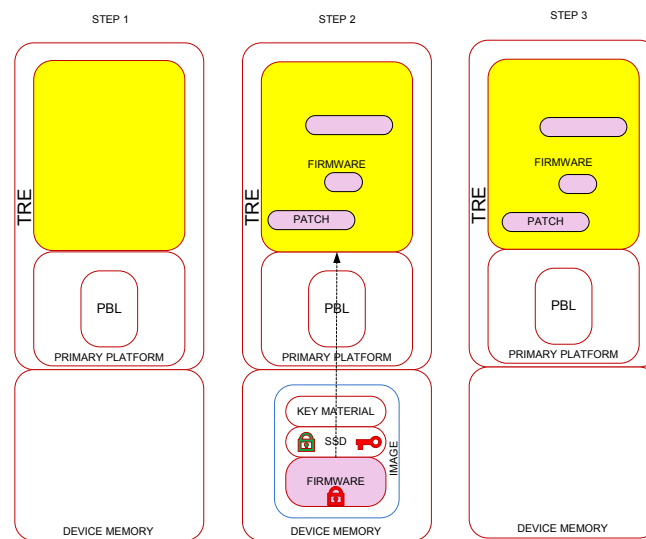 STEP 1
TRE
PBL
PRIMARY PLATFORM
DEVICE MEMORY
STEP 2
TRE
FIRMWARE
PATCH
PBL
PRIMARY PLATFORM
KEY MATERIAL
SSD
FIRMWARE
IMAGE
DEVICE MEMORY
STEP 3
TRE
FIRMWARE
PATCH
PBL
PRIMARY PLATFORM
DEVICE MEMORY